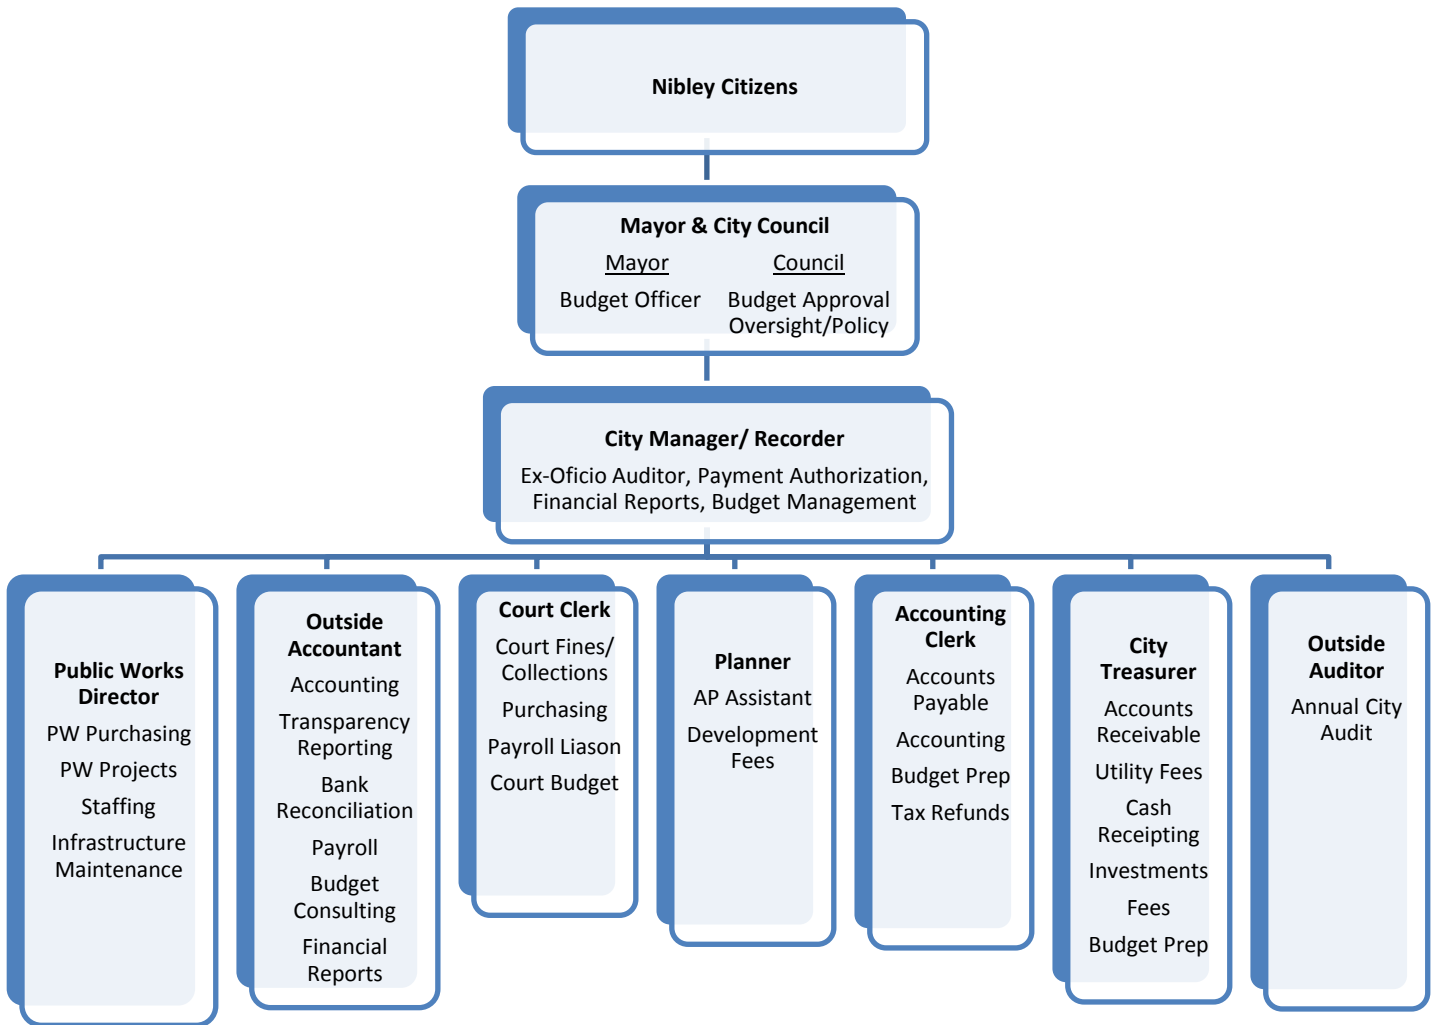 Nibley Citizens
Mayor & City Council
Mayor
Budget Officer
Council
Budget Approval
Oversight/Policy
City Manager/ Recorder
Ex-Oficio Auditor, Payment Authorization,
Financial Reports, Budget Management
Public Works
Director
PW Purchasing
PW Projects
Staffing
Infrastructure
Maintenance
Outside
Accountant
Accounting
Transparency
Reporting
Bank
Reconciliation
Payroll
Budget
Consulting
Financial
Reports
Court Clerk
Court Fines/
Collections
Purchasing
Payroll Liason
Court Budget
Planner
AP Assistant
Development
Fees
Accounting
Clerk
Accounts
Payable
Accounting
Budget Prep
Tax Refunds
City
Treasurer
Accounts
Receivable
Utility Fees
Cash
Receipting
Investments
Fees
Budget Prep
Outside
Auditor
Annual City
Audit